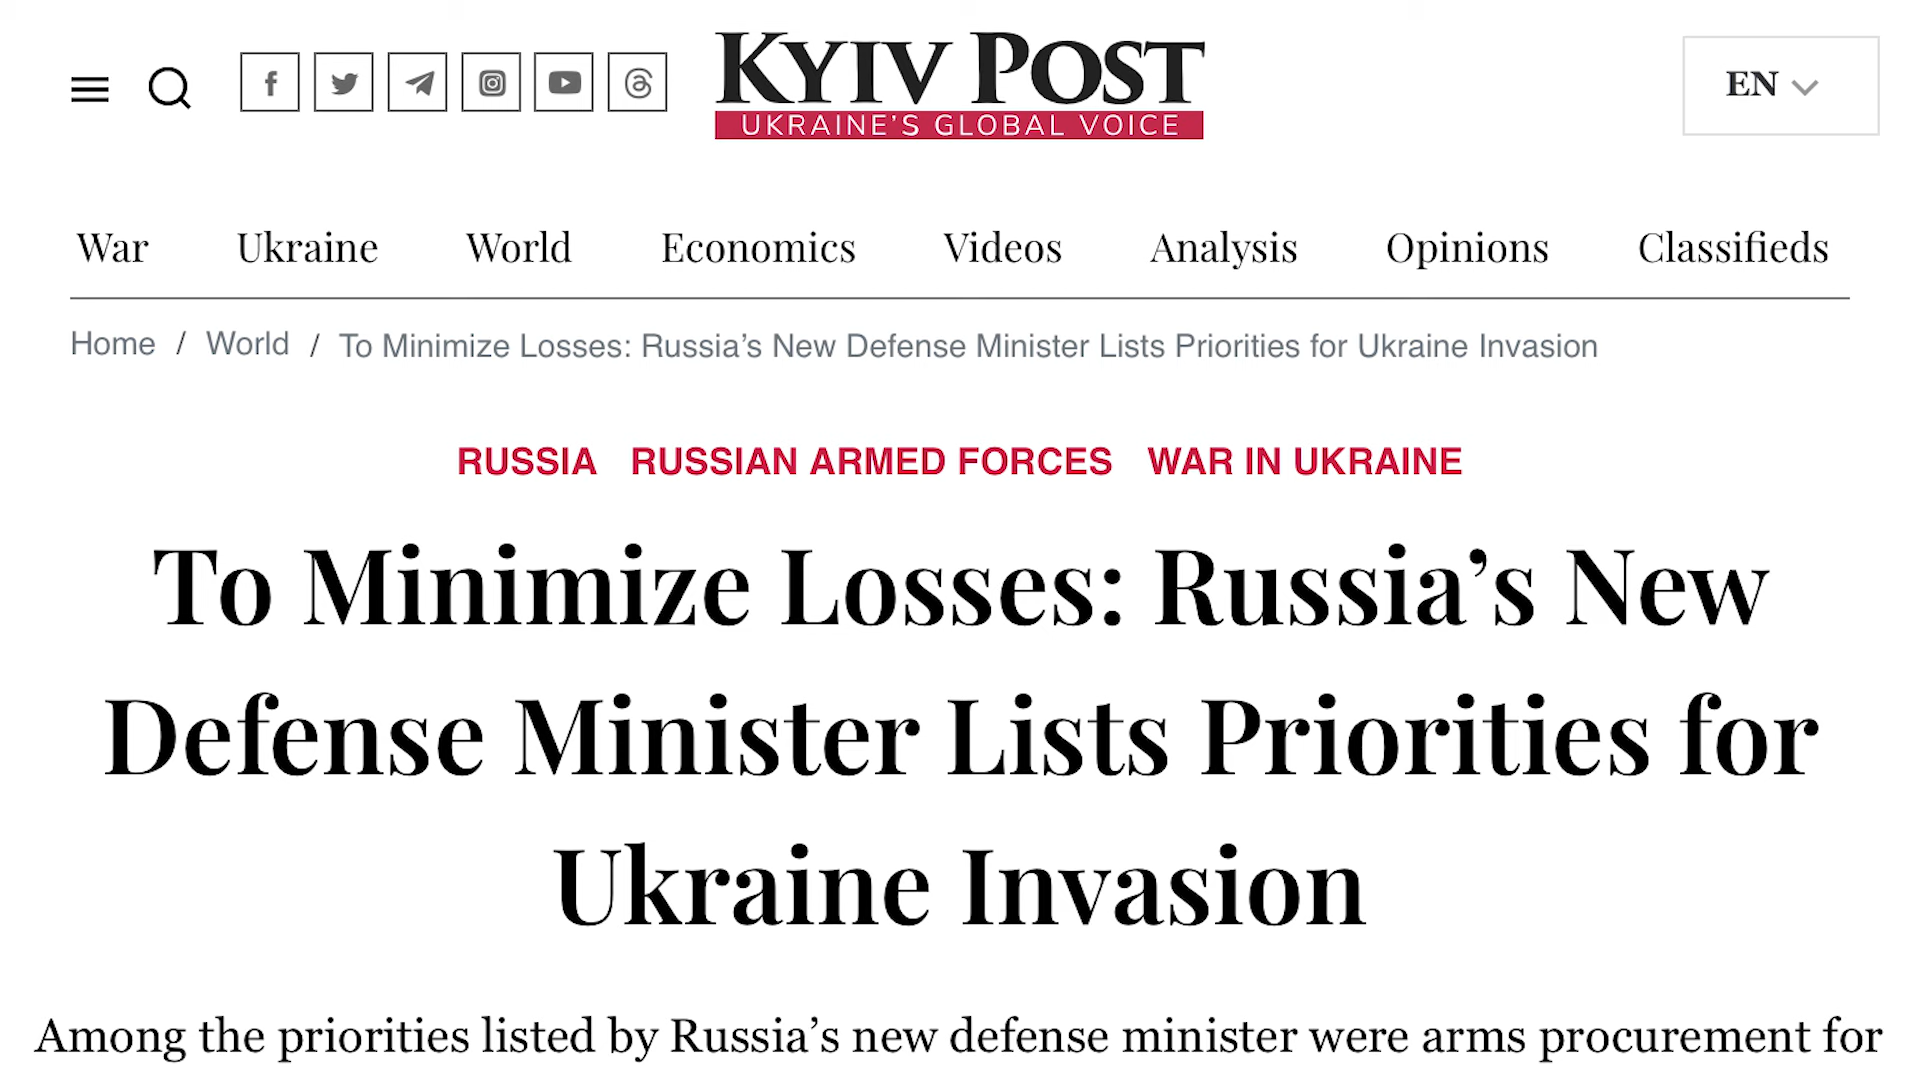 KYIV POST
UKRAINE'S GLOBAL VOICE
EN
War Ukraine World Economics Videos Analysis Opinions Classifieds
Home / World / To Minimize Losses: Russia’s New Defense Minister Lists Priorities for Ukraine Invasion
RUSSIA RUSSIAN ARMED FORCES WAR IN UKRAINE
To Minimize Losses: Russia’s New
Defense Minister Lists Priorities for
Ukraine Invasion
Among the priorities listed by Russia’s new defense minister were arms procurement for